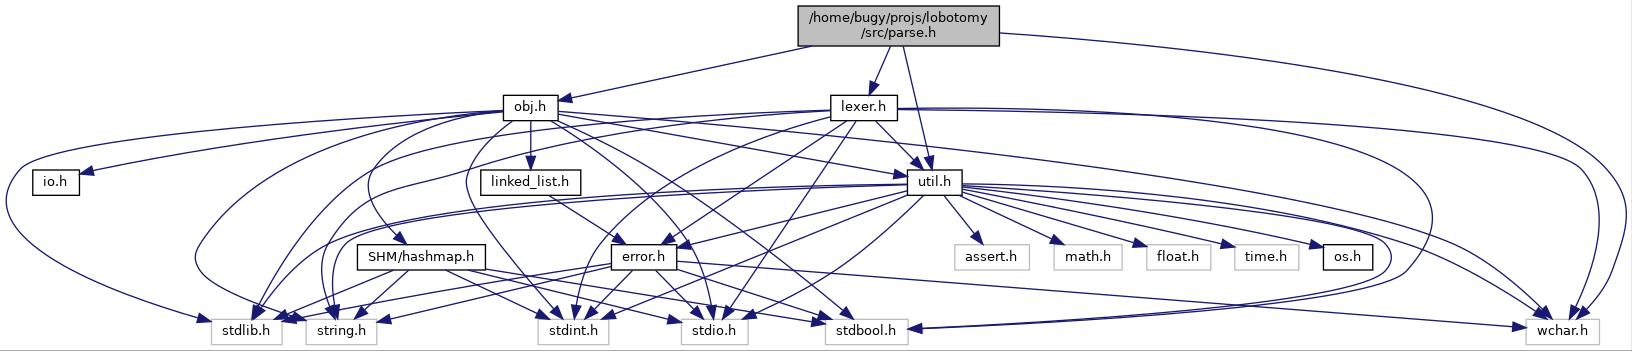 /home/bugy/projs/lobotomy
/src/parse.h
obj.h
lexer.h
io.h
linked_list.h
util.h
SHM/hashmap.h
error.h
assert.h
math.h
float.h
time.h
os.h
stdlib.h
string.h
stdint.h
stdio.h
stdbool.h
wchar.h